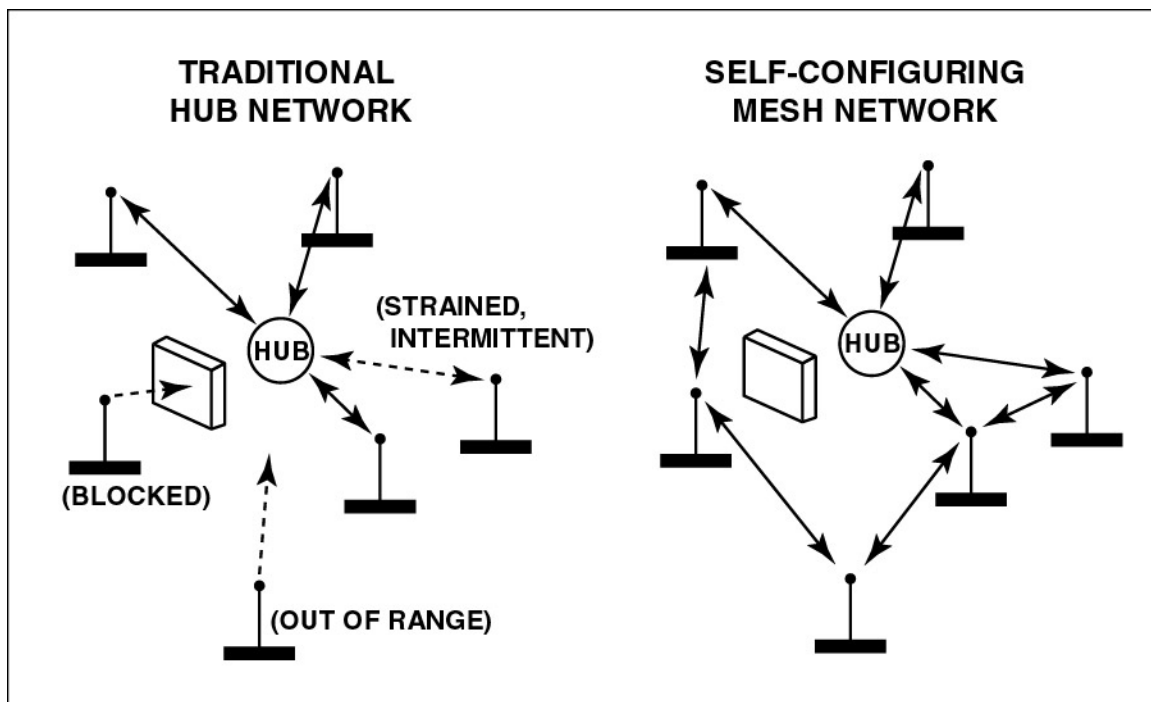 TRADITIONAL
HUB NETWORK
(STRAINED,
INTERMITTENT)
HUB
(BLOCKED)
(OUT OF RANGE)
SELF-CONFIGURING
MESH NETWORK
HUB